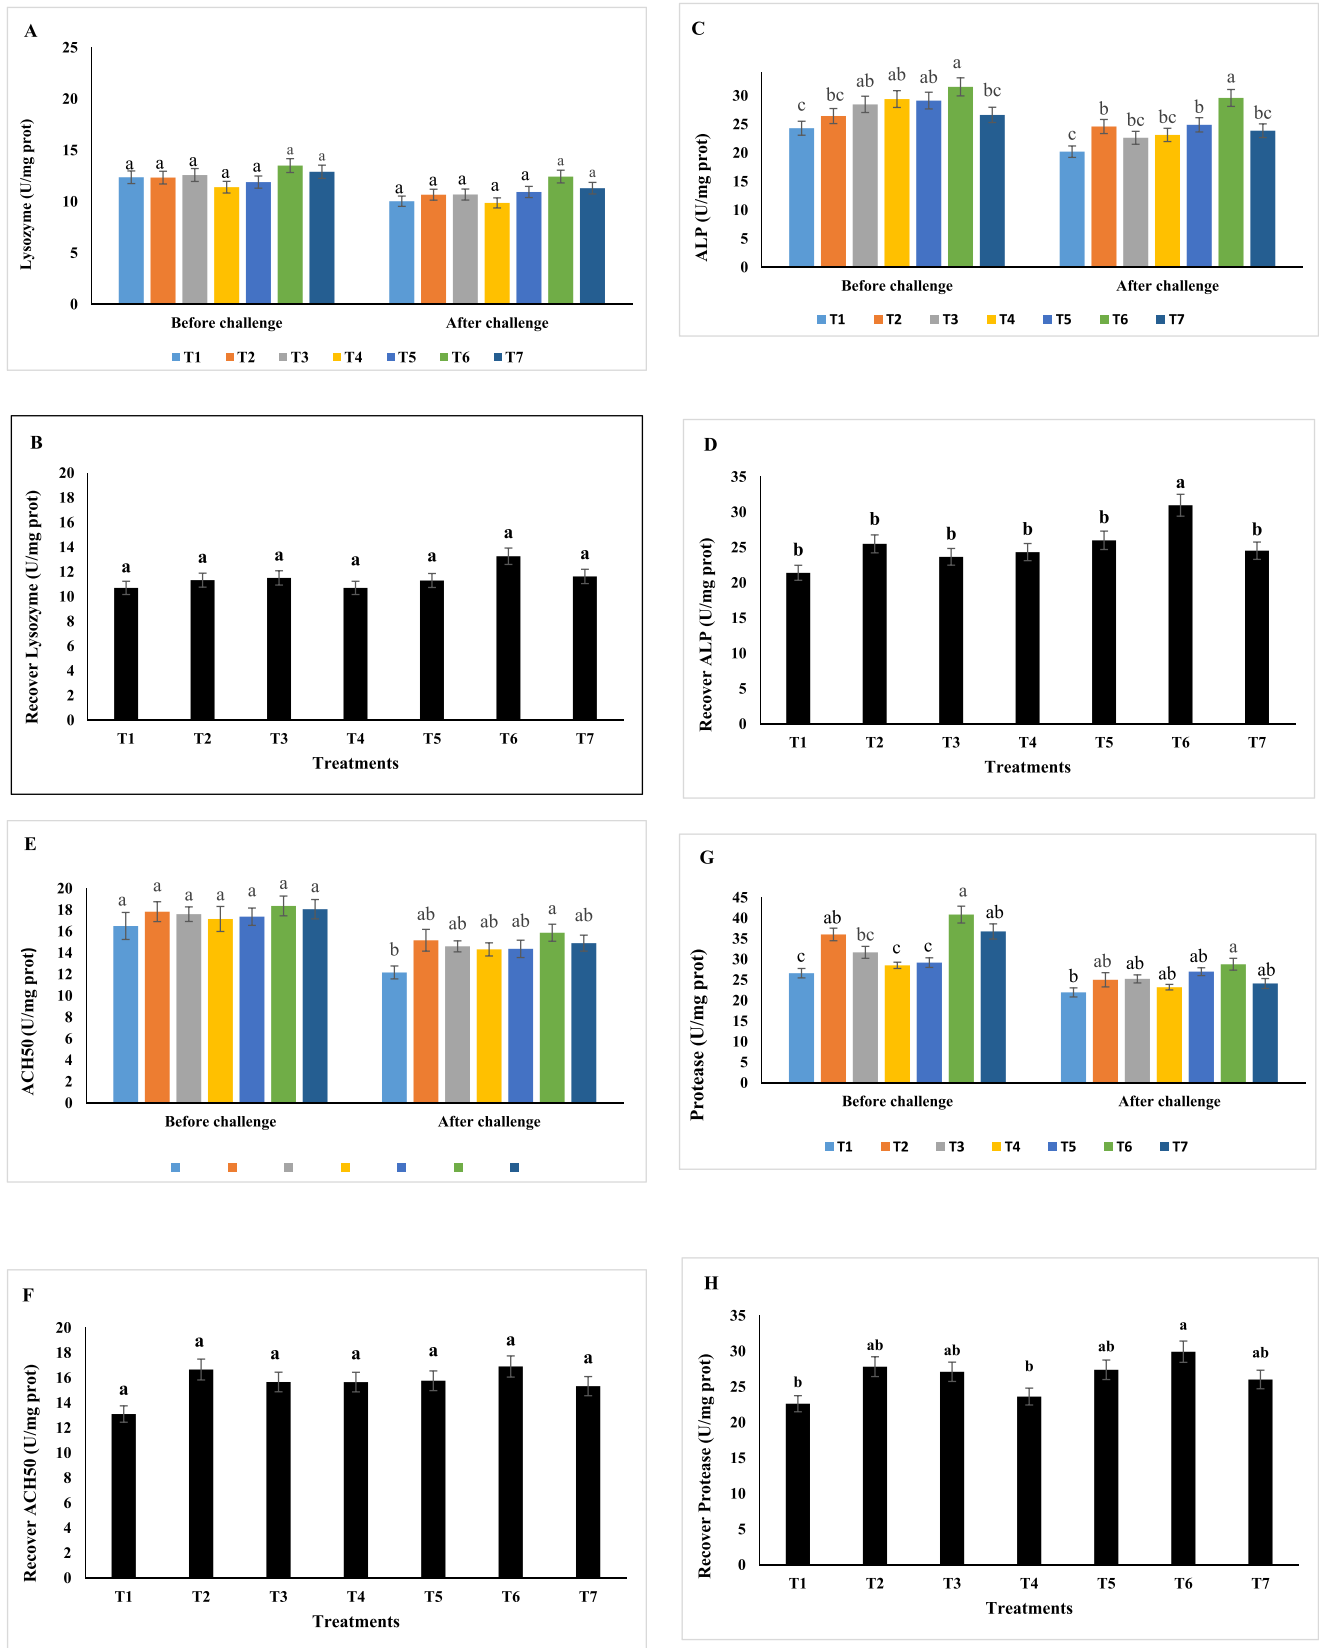 A
Lysozyme (U/mg prot)
25
20
15
10
5
0
a a a a a a a
a a a a a a a
Before challenge After challenge
T1 T2 T3 T4 T5 T6 T7
C
ALP (U/mg prot)
30
25
20
15
10
5
0
c bc ab ab ab a bc
c b bc bc b a bc
Before challenge After challenge
T1 T2 T3 T4 T5 T6 T7
B
Recover Lysozyme (U/mg prot)
20
18
16
14
12
10
8
6
4
2
0
a a a a a a a
T1 T2 T3 T4 T5 T6 T7
Treatments
D
Recover ALP (U/mg prot)
35
30
25
20
15
10
5
0
b b b b b a b
T1 T2 T3 T4 T5 T6 T7
Treatments
E
ACH50 (U/mg prot)
20
18
16
14
12
10
8
6
4
2
0
a a a a a a a
b ab ab ab ab a ab
Before challenge After challenge
G
Protease (U/mg prot)
45
40
35
30
25
20
15
10
5
0
c ab bc c c a ab
b ab ab ab ab a ab
Before challenge After challenge
T1 T2 T3 T4 T5 T6 T7
F
Recover ACH50 (U/mg prot)
20
18
16
14
12
10
8
6
4
2
0
a a a a a a a
T1 T2 T3 T4 T5 T6 T7
Treatments
H
Recover Protease (U/mg prot)
35
30
25
20
15
10
5
0
b ab ab b ab a ab
T1 T2 T3 T4 T5 T6 T7
Treatments